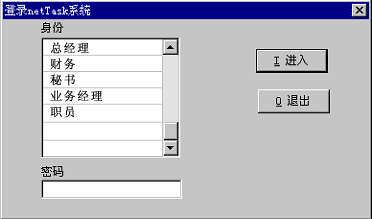 登录netTask系统
身份
总经理
财务
秘书
业务经理
职员
I 进入
Q 退出
密码